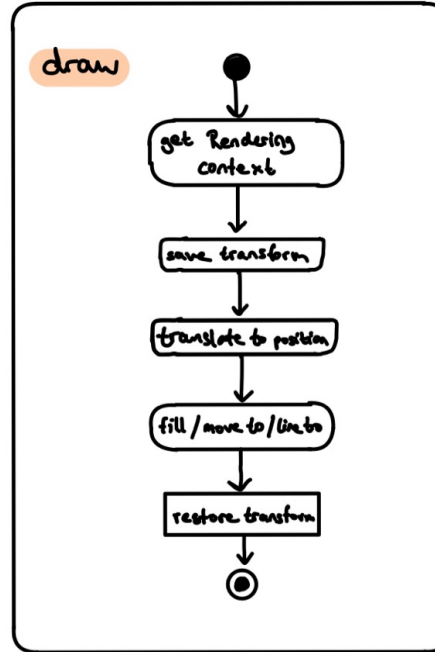 draw
get Rendering
context
save transform
translate to position
fill / move to / line to
restore transform